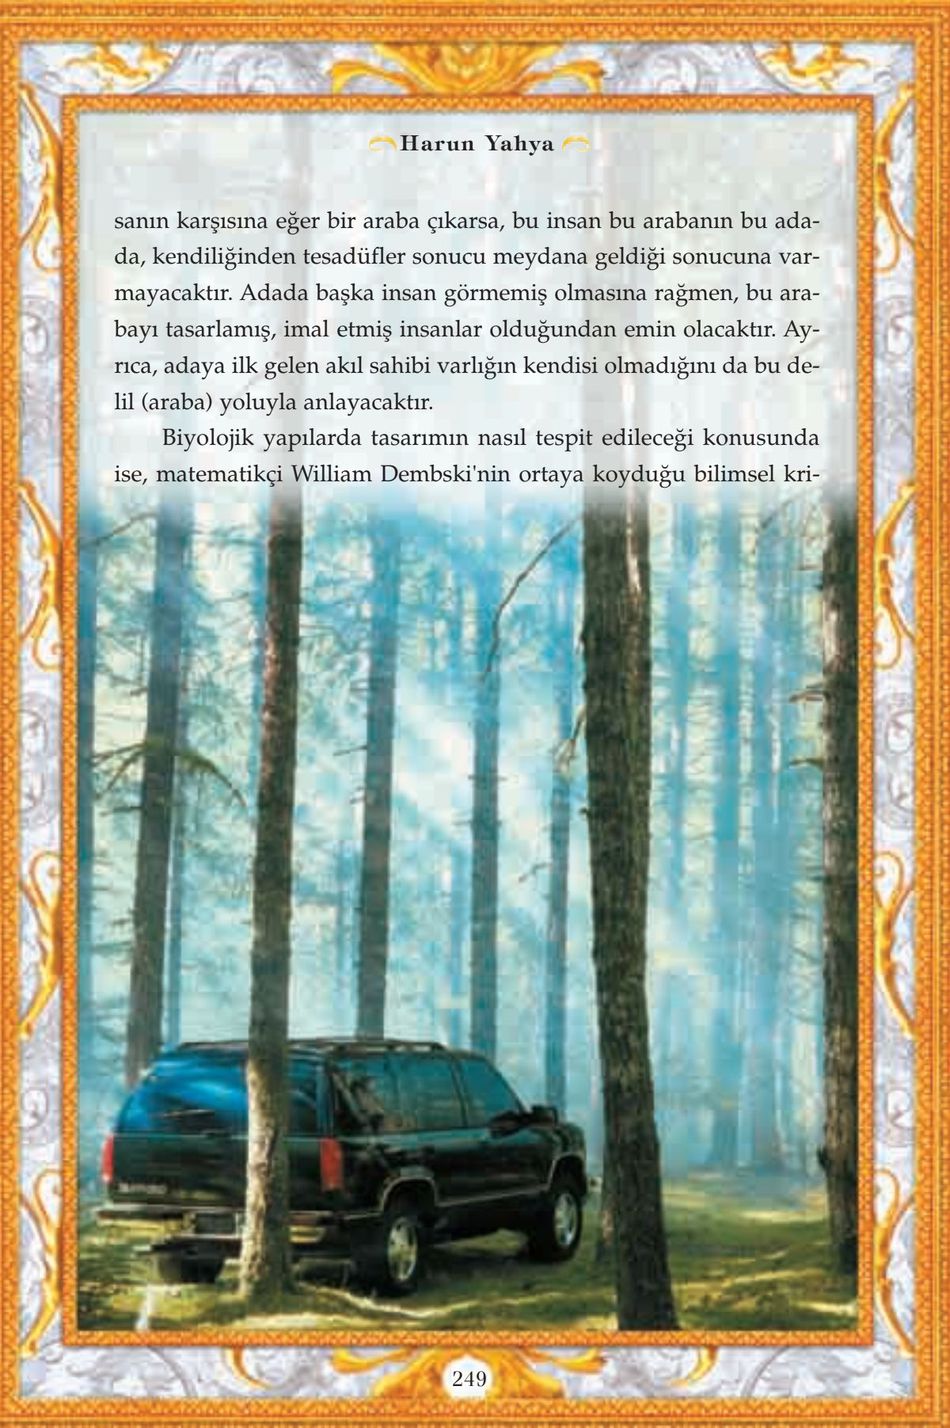 Harun Yahya
sanın karşısına eğer bir araba çıkarsa, bu insan bu arabanın bu ada-
da, kendiliğinden tesadüfler sonucu meydana geldiği sonucuna var-
mayacaktır. Adada başka insan görmemiş olmasına rağmen, bu ara-
bayı tasarlamış, imal etmiş insanlar olduğundan emin olacaktır. Ay-
rıca, adaya ilk gelen akıl sahibi varlığın kendisi olmadığını da bu de-
lil (araba) yoluyla anlayacaktır.
Biyolojik yapılarda tasarımın nasıl tespit edileceği konusunda
ise, matematikçi William Dembski'nin ortaya koyduğu bilimsel kri-
249